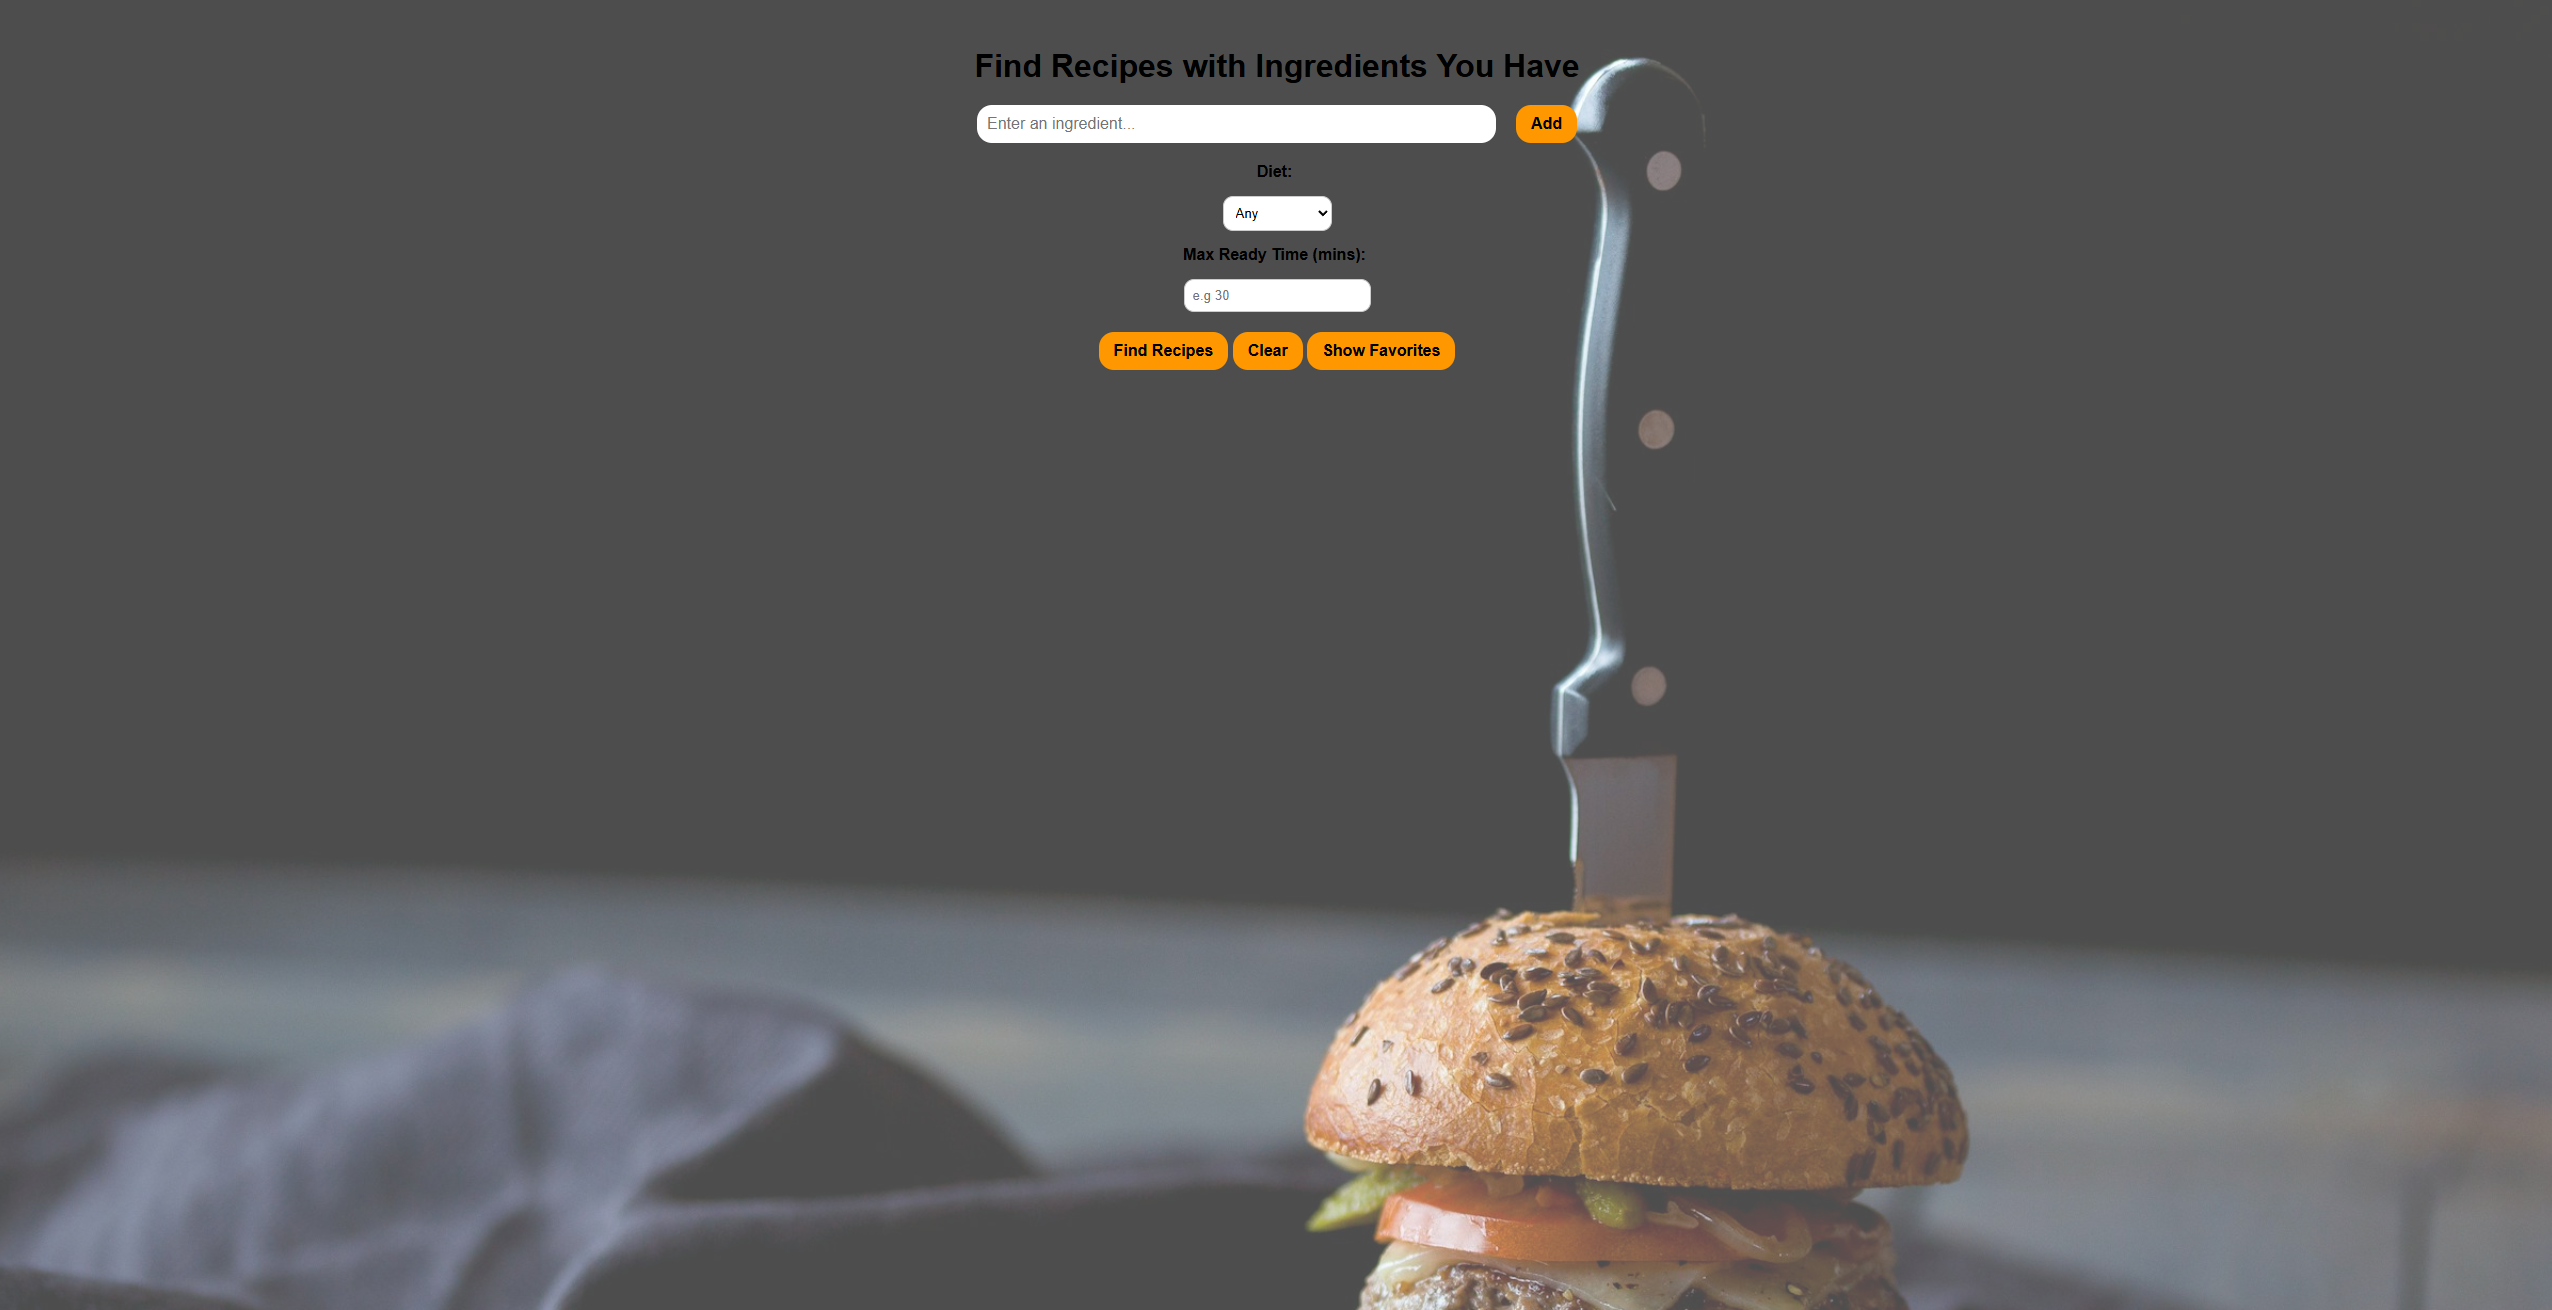 Find Recipes with Ingredients You Have
Enter an ingredient... Add
Diet:
Any
Max Ready Time (mins):
e.g 30
Find Recipes Clear Show Favorites